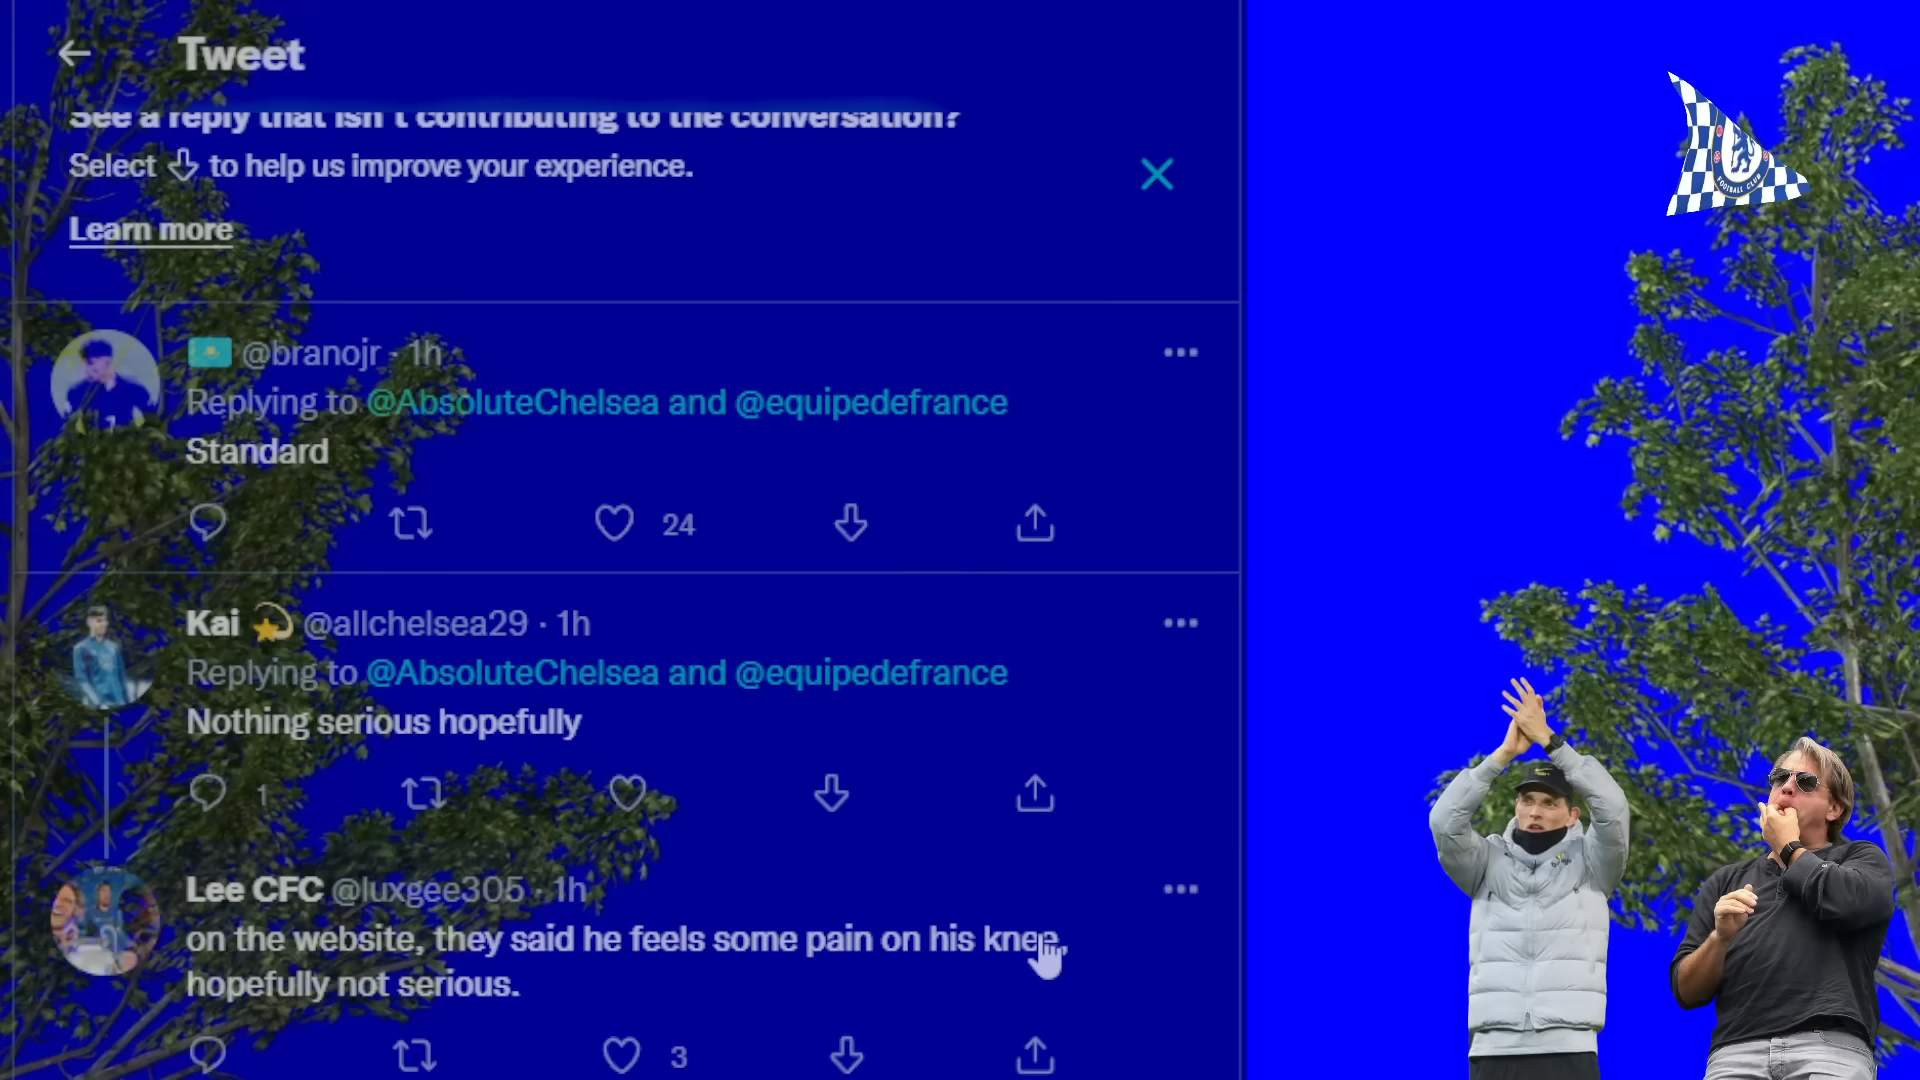 Tweet
See a reply that isn't contributing to the conversation?
Select to help us improve your experience.
Learn more
@branojr · 1h
Replying to @AbsoluteChelsea and @equipedefrance
Standard
24
Kai @allchelsea29 · 1h
Replying to @AbsoluteChelsea and @equipedefrance
Nothing serious hopefully
1
Lee CFC @luxgee305 · 1h
on the website, they said he feels some pain on his knee,
hopefully not serious.
3
FOOTBALL CLUB